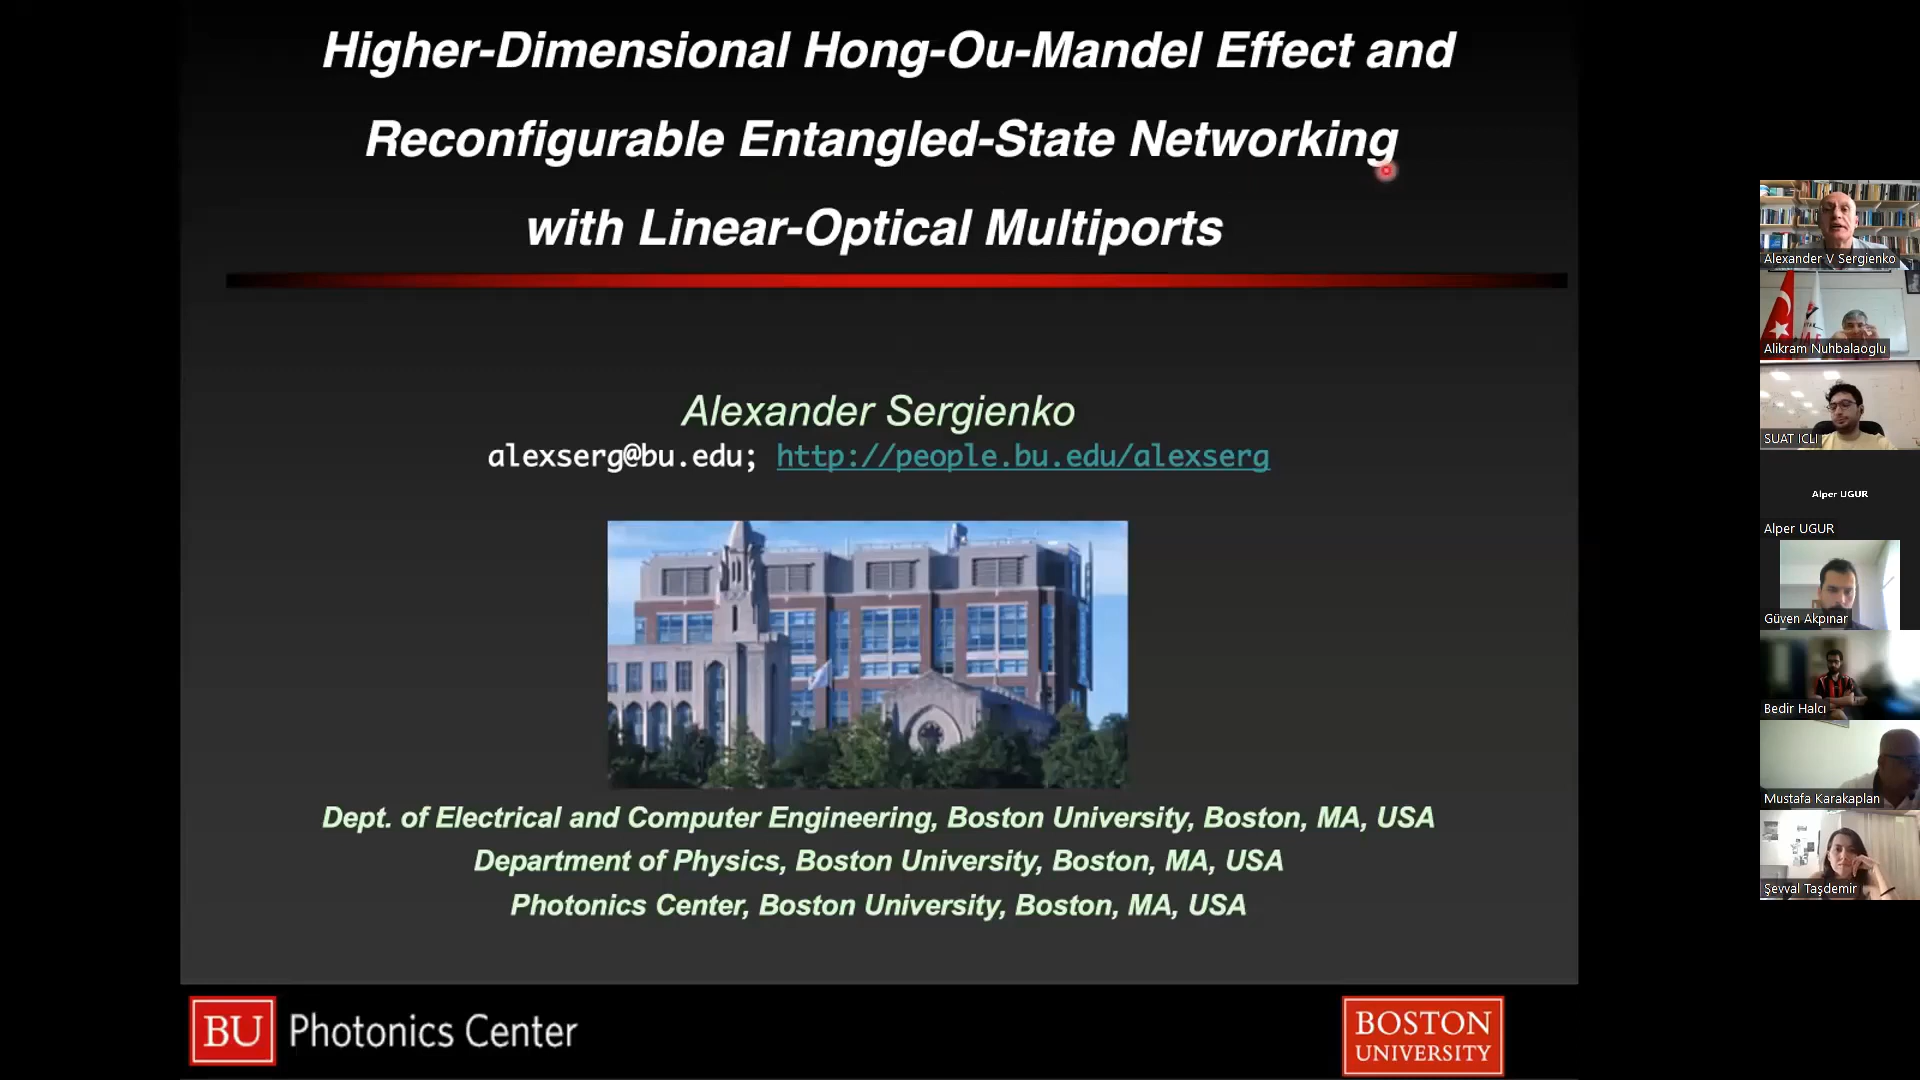 Higher-Dimensional Hong-Ou-Mandel Effect and
Reconfigurable Entangled-State Networking
with Linear-Optical Multiports
Alexander Sergienko
alexserg@bu.edu; http://people.bu.edu/alexserg
Dept. of Electrical and Computer Engineering, Boston University, Boston, MA, USA
Department of Physics, Boston University, Boston, MA, USA
Photonics Center, Boston University, Boston, MA, USA
BU Photonics Center
BOSTON
UNIVERSITY
Alexander V Sergienko
Alikram Nuhbalaoglu
SUAT ICLI
Alper UGUR
Alper UGUR
Güven Akpınar
Bedir Halcı
Mustafa Karakaplan
Şevval Taşdemir